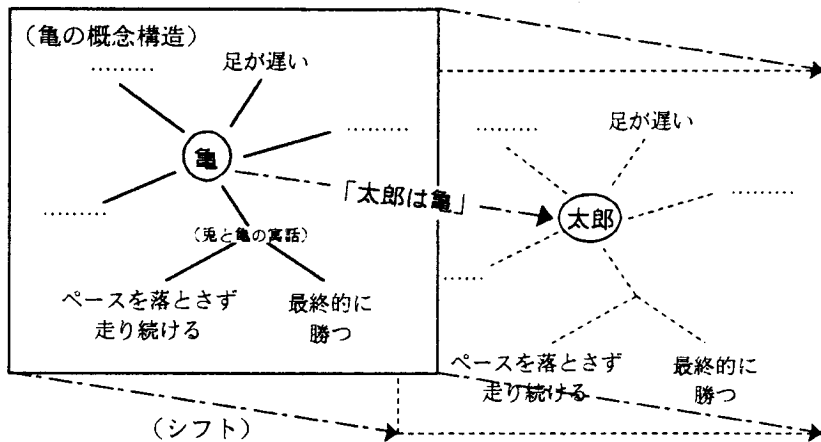 （亀の概念構造）
………
足が遅い
………
亀
………
（兎と亀の寓話）
ペースを落とさず
走り続ける
最終的に
勝つ
「太郎は亀」
………
足が遅い
………
太郎
……
ペースを落とさず
走り続ける
最終的に
勝つ
（シフト）